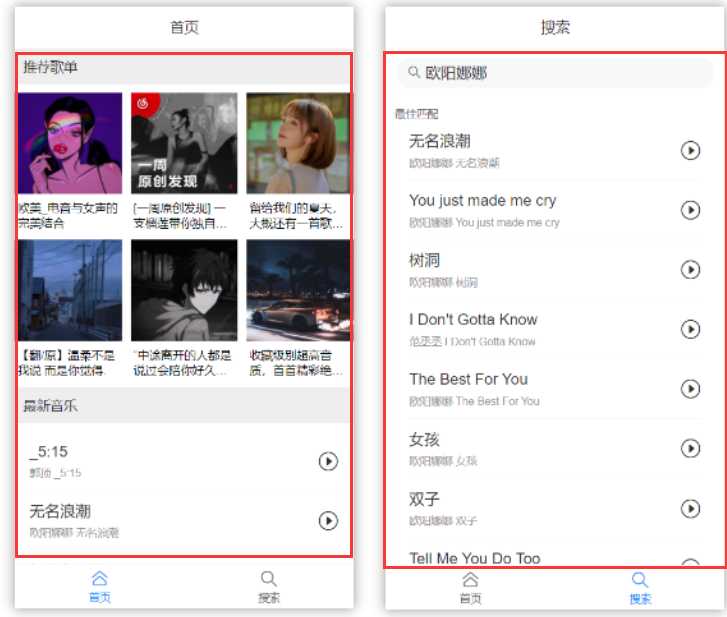 首页
推荐歌单
一周
原创发现
欧美_电音与女声的
完美结合
[一周原创发现] 一
支榴莲带你独自...
留给我们的夏天,
大概还有一首歌...
【翻/原】温柔不是
我说 而是你觉得.
“中途离开的人都是
说过会陪你好久...
收藏级别超高音
质，首首精彩绝...
最新音乐
_5:15
郭顶 _5:15
无名浪潮
欧阳娜娜 无名浪潮
首页
搜索
搜索
欧阳娜娜
最佳匹配
无名浪潮
欧阳娜娜 无名浪潮
You just made me cry
欧阳娜娜 You just made me cry
树洞
欧阳娜娜 树洞
I Don't Gotta Know
范丞丞 I Don't Gotta Know
The Best For You
欧阳娜娜 The Best For You
女孩
欧阳娜娜 女孩
双子
欧阳娜娜 双子
Tell Me You Do Too
首页
搜索